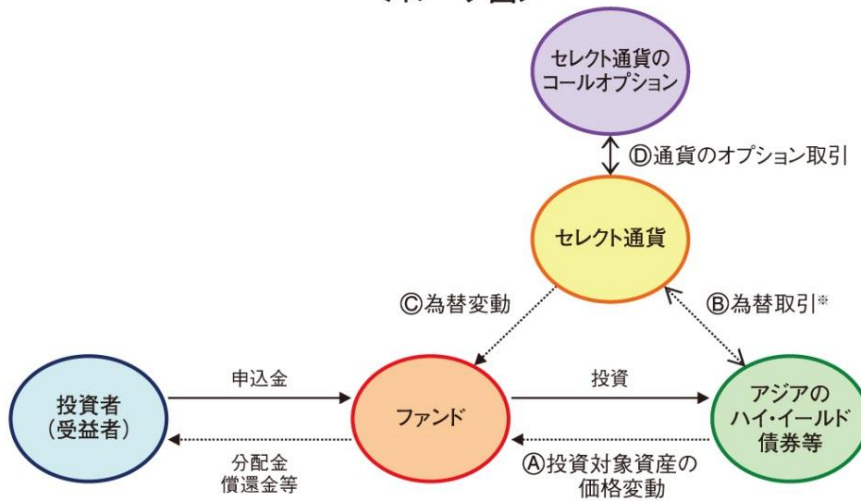 セレクト通貨の
コールオプション
Ⓓ通貨のオプション取引
セレクト通貨
Ⓒ為替変動
Ⓑ為替取引※
投資者
(受益者)
申込金
分配金
償還金等
ファンド
投資
Ⓐ投資対象資産の
価格変動
アジアの
ハイ・イールド
債券等